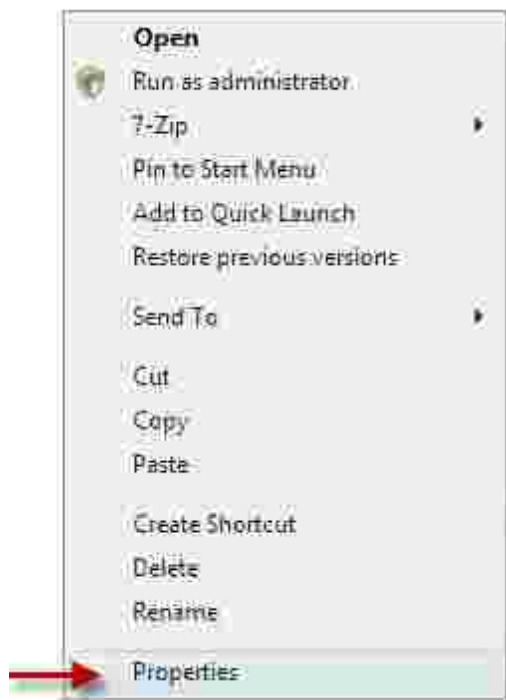 Open
Run as administrator
7-Zip
Pin to Start Menu
Add to Quick Launch
Restore previous versions
Send To
Cut
Copy
Paste
Create Shortcut
Delete
Rename
Properties